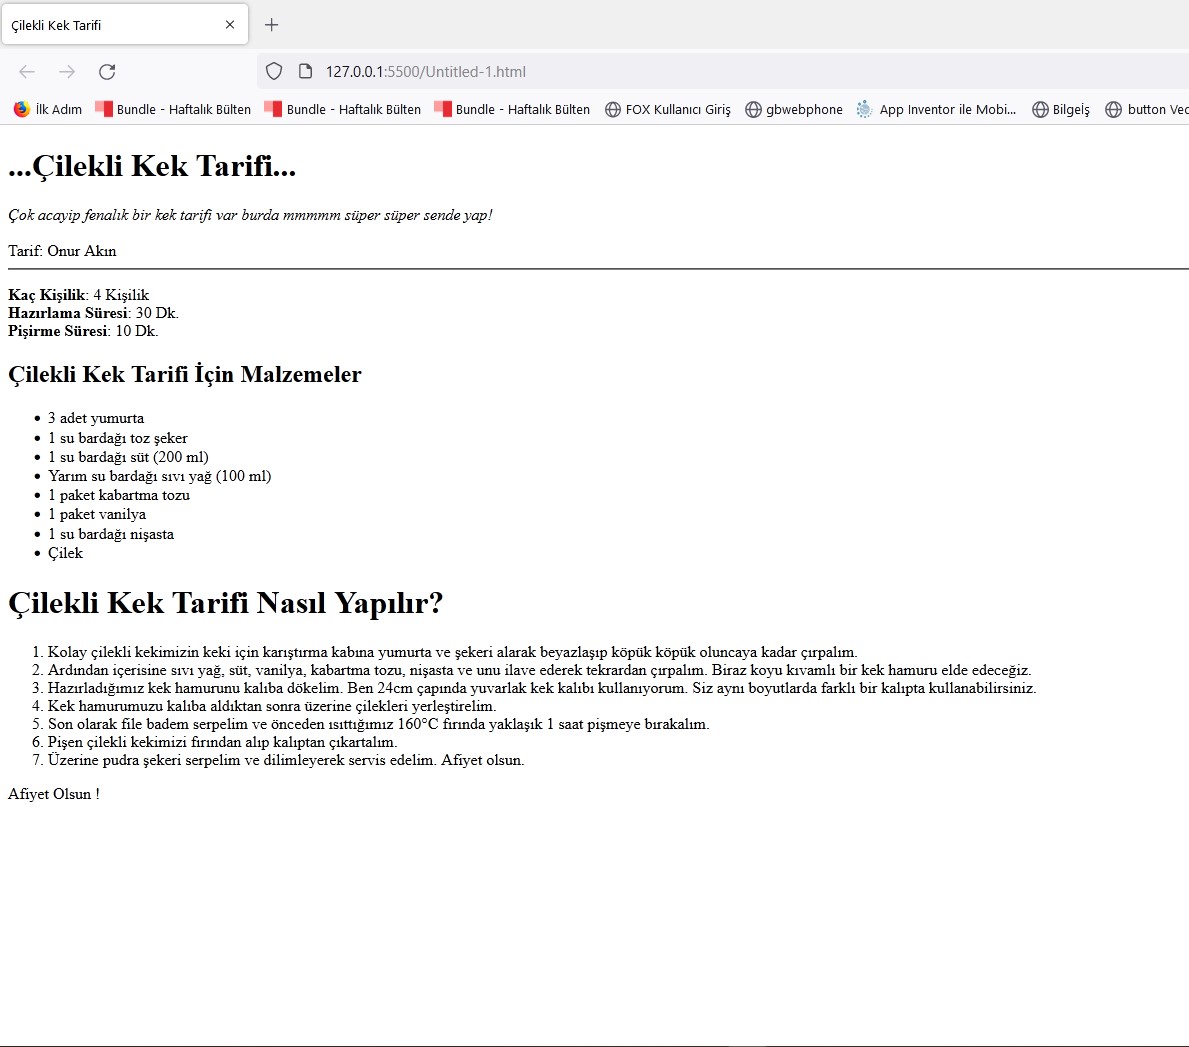 Çilekli Kek Tarifi
127.0.0.1:5500/Untitled-1.html
İlk Adım Bundle - Haftalık Bülten Bundle - Haftalık Bülten Bundle - Haftalık Bülten FOX Kullanıcı Giriş gbwebphone App Inventor ile Mobi... Bilgeiş button Vec
...Çilekli Kek Tarifi...
Çok acayip fenalık bir kek tarifi var burda mmmmm süper süper sende yap!
Tarif: Onur Akın
Kaç Kişilik: 4 Kişilik
Hazırlama Süresi: 30 Dk.
Pişirme Süresi: 10 Dk.
Çilekli Kek Tarifi İçin Malzemeler
• 3 adet yumurta
• 1 su bardağı toz şeker
• 1 su bardağı süt (200 ml)
• Yarım su bardağı sıvı yağ (100 ml)
• 1 paket kabartma tozu
• 1 paket vanilya
• 1 su bardağı nişasta
• Çilek
Çilekli Kek Tarifi Nasıl Yapılır?
1. Kolay çilekli kekimizin keki için karıştırma kabına yumurta ve şekeri alarak beyazlaşıp köpük köpük oluncaya kadar çırpalım.
2. Ardından içerisine sıvı yağ, süt, vanilya, kabartma tozu, nişasta ve unu ilave ederek tekrardan çırpalım. Biraz koyu kıvamlı bir kek hamuru elde edeceğiz.
3. Hazırladığımız kek hamurunu kalıba dökelim. Ben 24cm çapında yuvarlak kek kalıbı kullanıyorum. Siz aynı boyutlarda farklı bir kalıpta kullanabilirsiniz.
4. Kek hamurumuzu kalıba aldıktan sonra üzerine çilekleri yerleştirelim.
5. Son olarak file badem serpelim ve önceden ısıttığımız 160°C fırında yaklaşık 1 saat pişmeye bırakalım.
6. Pişen çilekli kekimizi fırından alıp kalıptan çıkartalım.
7. Üzerine pudra şekeri serpelim ve dilimleyerek servis edelim. Afiyet olsun.
Afiyet Olsun !